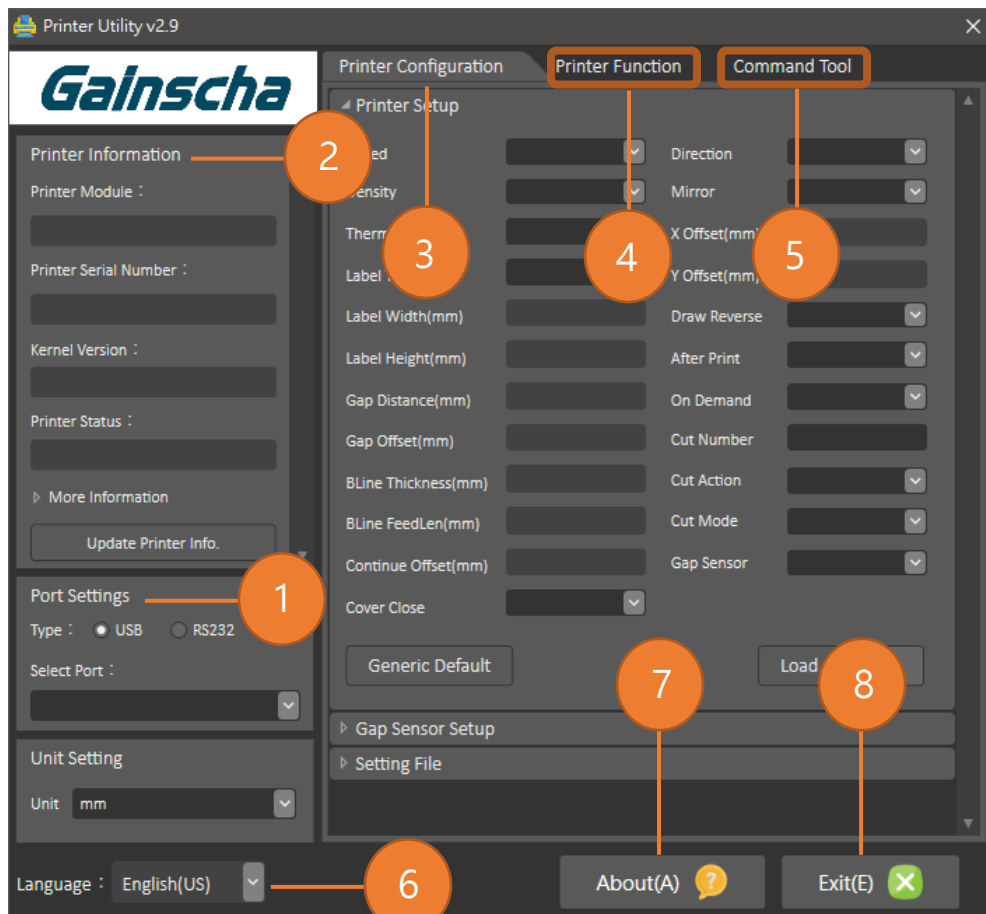 Printer Utility v2.9
Gainscha
Printer Configuration
Printer Function
Command Tool
Printer Information
2
Printer Module :
Printer Serial Number :
Kernel Version :
Printer Status :
More Information
Update Printer Info.
Port Settings
1
Type : USB RS232
Select Port :
Unit Setting
Unit mm
Printer Setup
3
4
5
Label Width(mm)
Label Height(mm)
Gap Distance(mm)
Gap Offset(mm)
BLine Thickness(mm)
BLine FeedLen(mm)
Continue Offset(mm)
Cover Close
Direction
Mirror
X Offset(mm)
Y Offset(mm)
Draw Reverse
After Print
On Demand
Cut Number
Cut Action
Cut Mode
Gap Sensor
Generic Default
Load
7
8
Gap Sensor Setup
Setting File
Language : English(US)
6
About(A) ?
Exit(E)